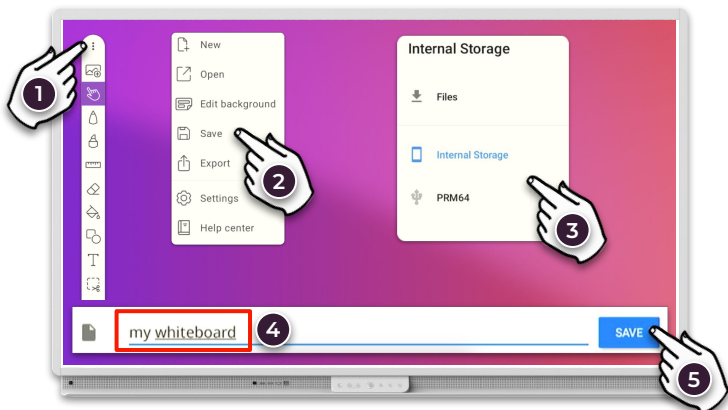 1
New
Open
Edit background
Save
Export
Settings
Help center
2
Internal Storage
Files
Internal Storage
PRM64
3
my whiteboard
4
SAVE
5